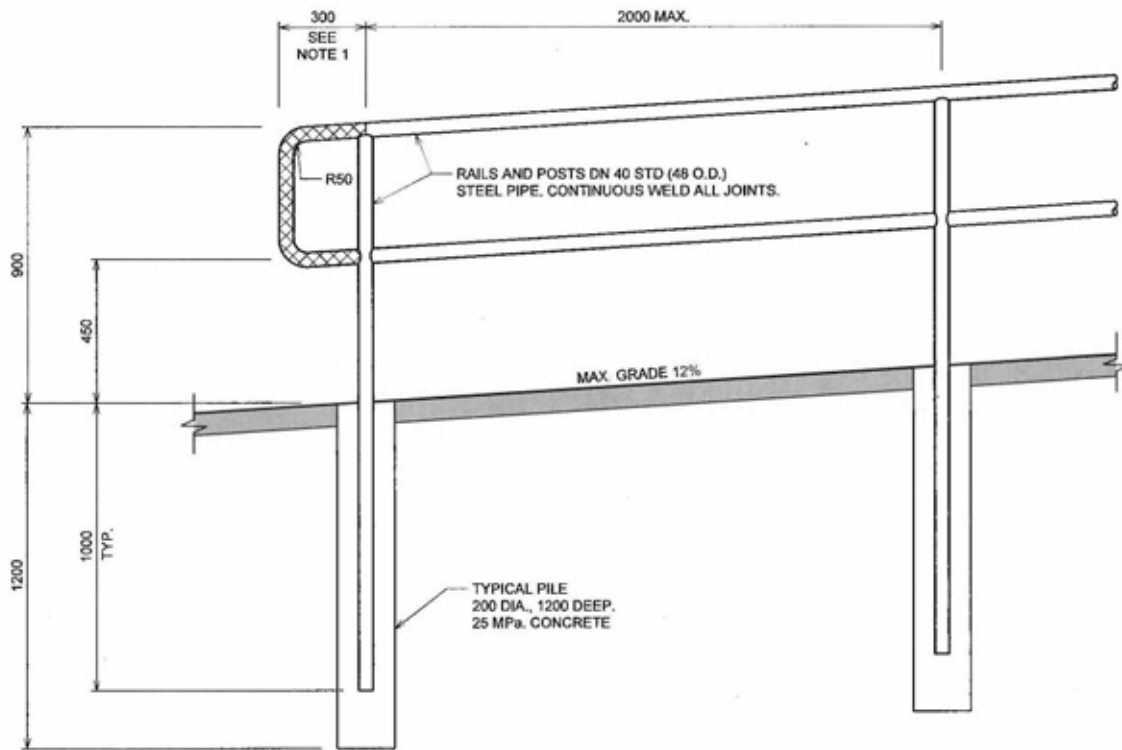 300
SEE
NOTE 1
2000 MAX.
R50
RAILS AND POSTS DN 40 STD (48 O.D.)
STEEL PIPE. CONTINUOUS WELD ALL JOINTS.
900
450
MAX. GRADE 12%
1000
TYP.
1200
TYPICAL PILE
200 DIA., 1200 DEEP.
25 MPa. CONCRETE